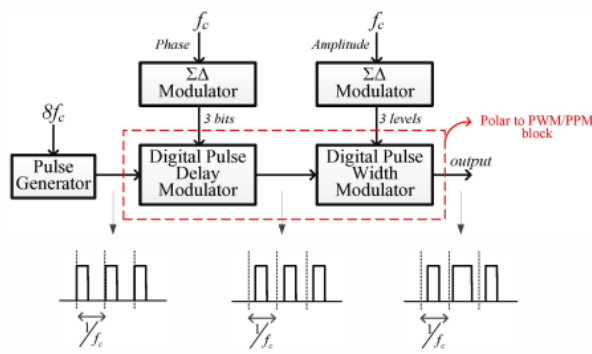 f_c
f_c
Phase
Amplitude
ΣΔ
Modulator
ΣΔ
Modulator
8f_c
3 bits
3 levels
Polar to PWM/PPM
block
Pulse
Generator
Digital Pulse
Delay
Modulator
Digital Pulse
Width
Modulator
output
1/f_c
1/f_c
1/f_c